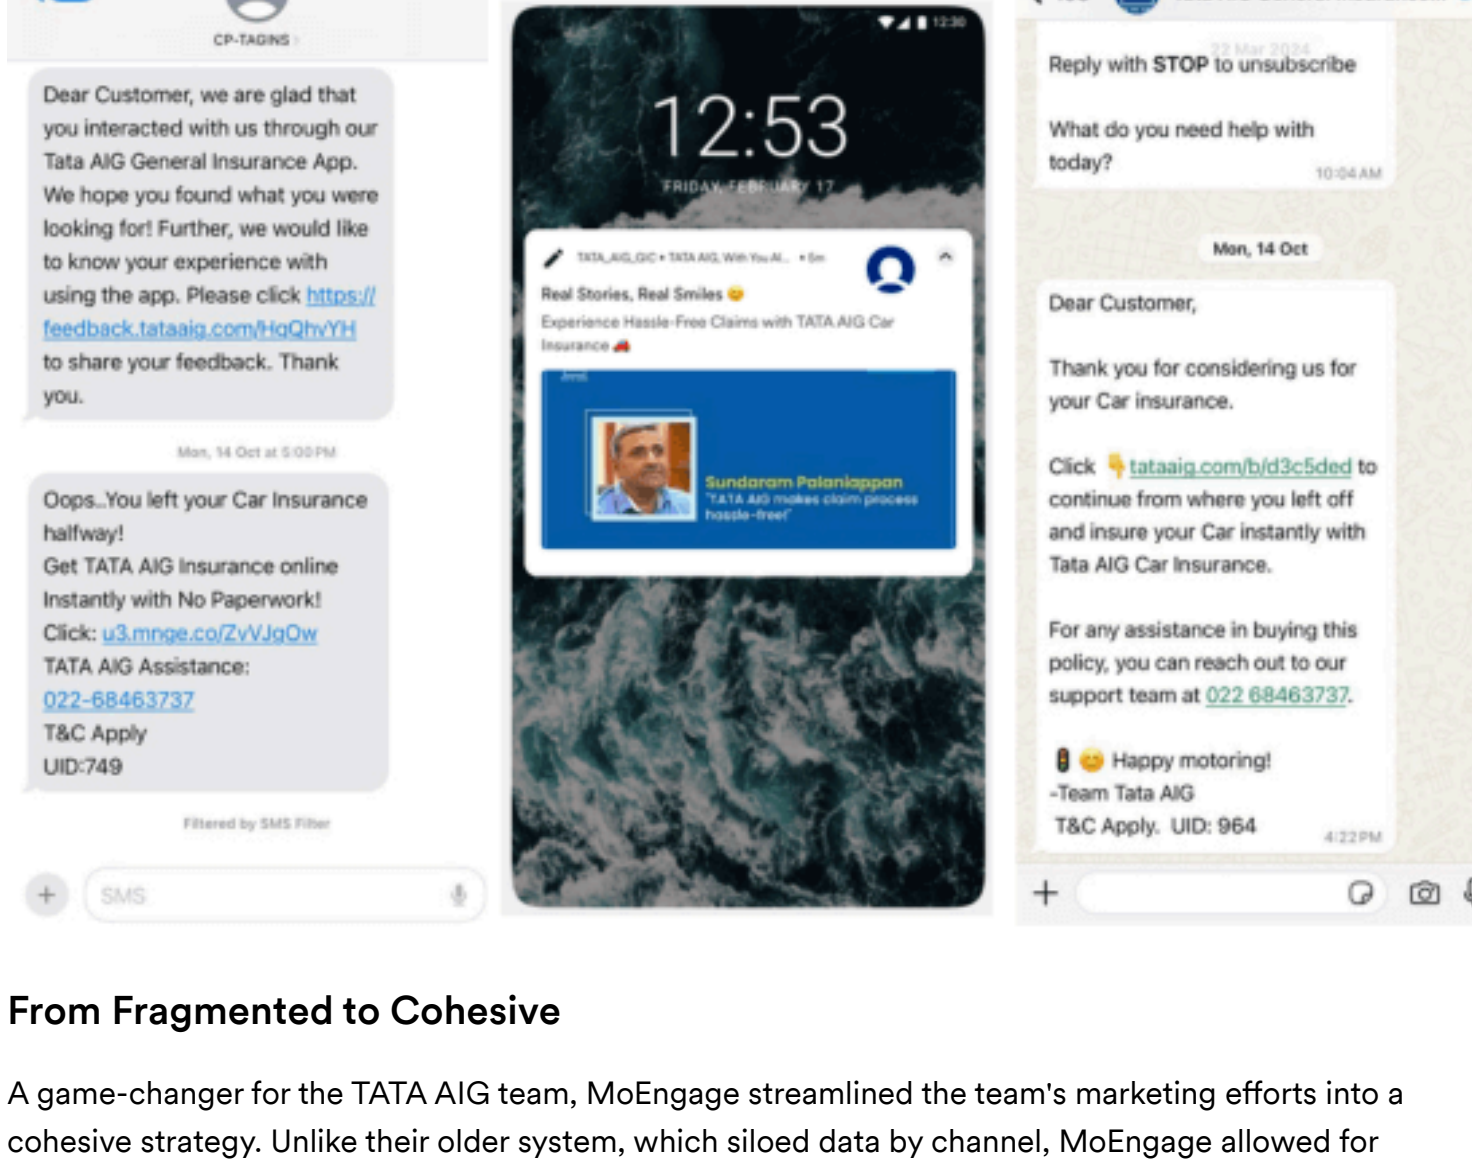 CP-TAGINS
Dear Customer, we are glad that
you interacted with us through our
Tata AIG General Insurance App.
We hope you found what you were
looking for! Further, we would like
to know your experience with
using the app. Please click https://
feedback.tataaig.com/HqQhvYH
to share your feedback. Thank
you.
Mon, 14 Oct at 5:00 PM
Oops..You left your Car Insurance
halfway!
Get TATA AIG Insurance online
Instantly with No Paperwork!
Click: u3.mnge.co/ZvVJgOw
TATA AIG Assistance:
022-68463737
T&C Apply
UID:749
Filtered by SMS Filter
SMS
12:30
12:53
FRIDAY, FEBRUARY 17
TATA_AIG_GIC • TATA AIG, With You Al... • 6m
Real Stories, Real Smiles 😊
Experience Hassle-Free Claims with TATA AIG Car
Insurance 🚗
Sundaram Palaniappan
"TATA AIG makes claim process
hassle-free!"
22 Mar 2024
Reply with STOP to unsubscribe
What do you need help with
today?
10:04 AM
Mon, 14 Oct
Dear Customer,
Thank you for considering us for
your Car insurance.
Click 👇tataaig.com/b/d3c5ded to
continue from where you left off
and insure your Car instantly with
Tata AIG Car Insurance.
For any assistance in buying this
policy, you can reach out to our
support team at 022 68463737.
🚦 😊 Happy motoring!
-Team Tata AIG
T&C Apply. UID: 964
4:22 PM
From Fragmented to Cohesive
A game-changer for the TATA AIG team, MoEngage streamlined the team's marketing efforts into a
cohesive strategy. Unlike their older system, which siloed data by channel, MoEngage allowed for